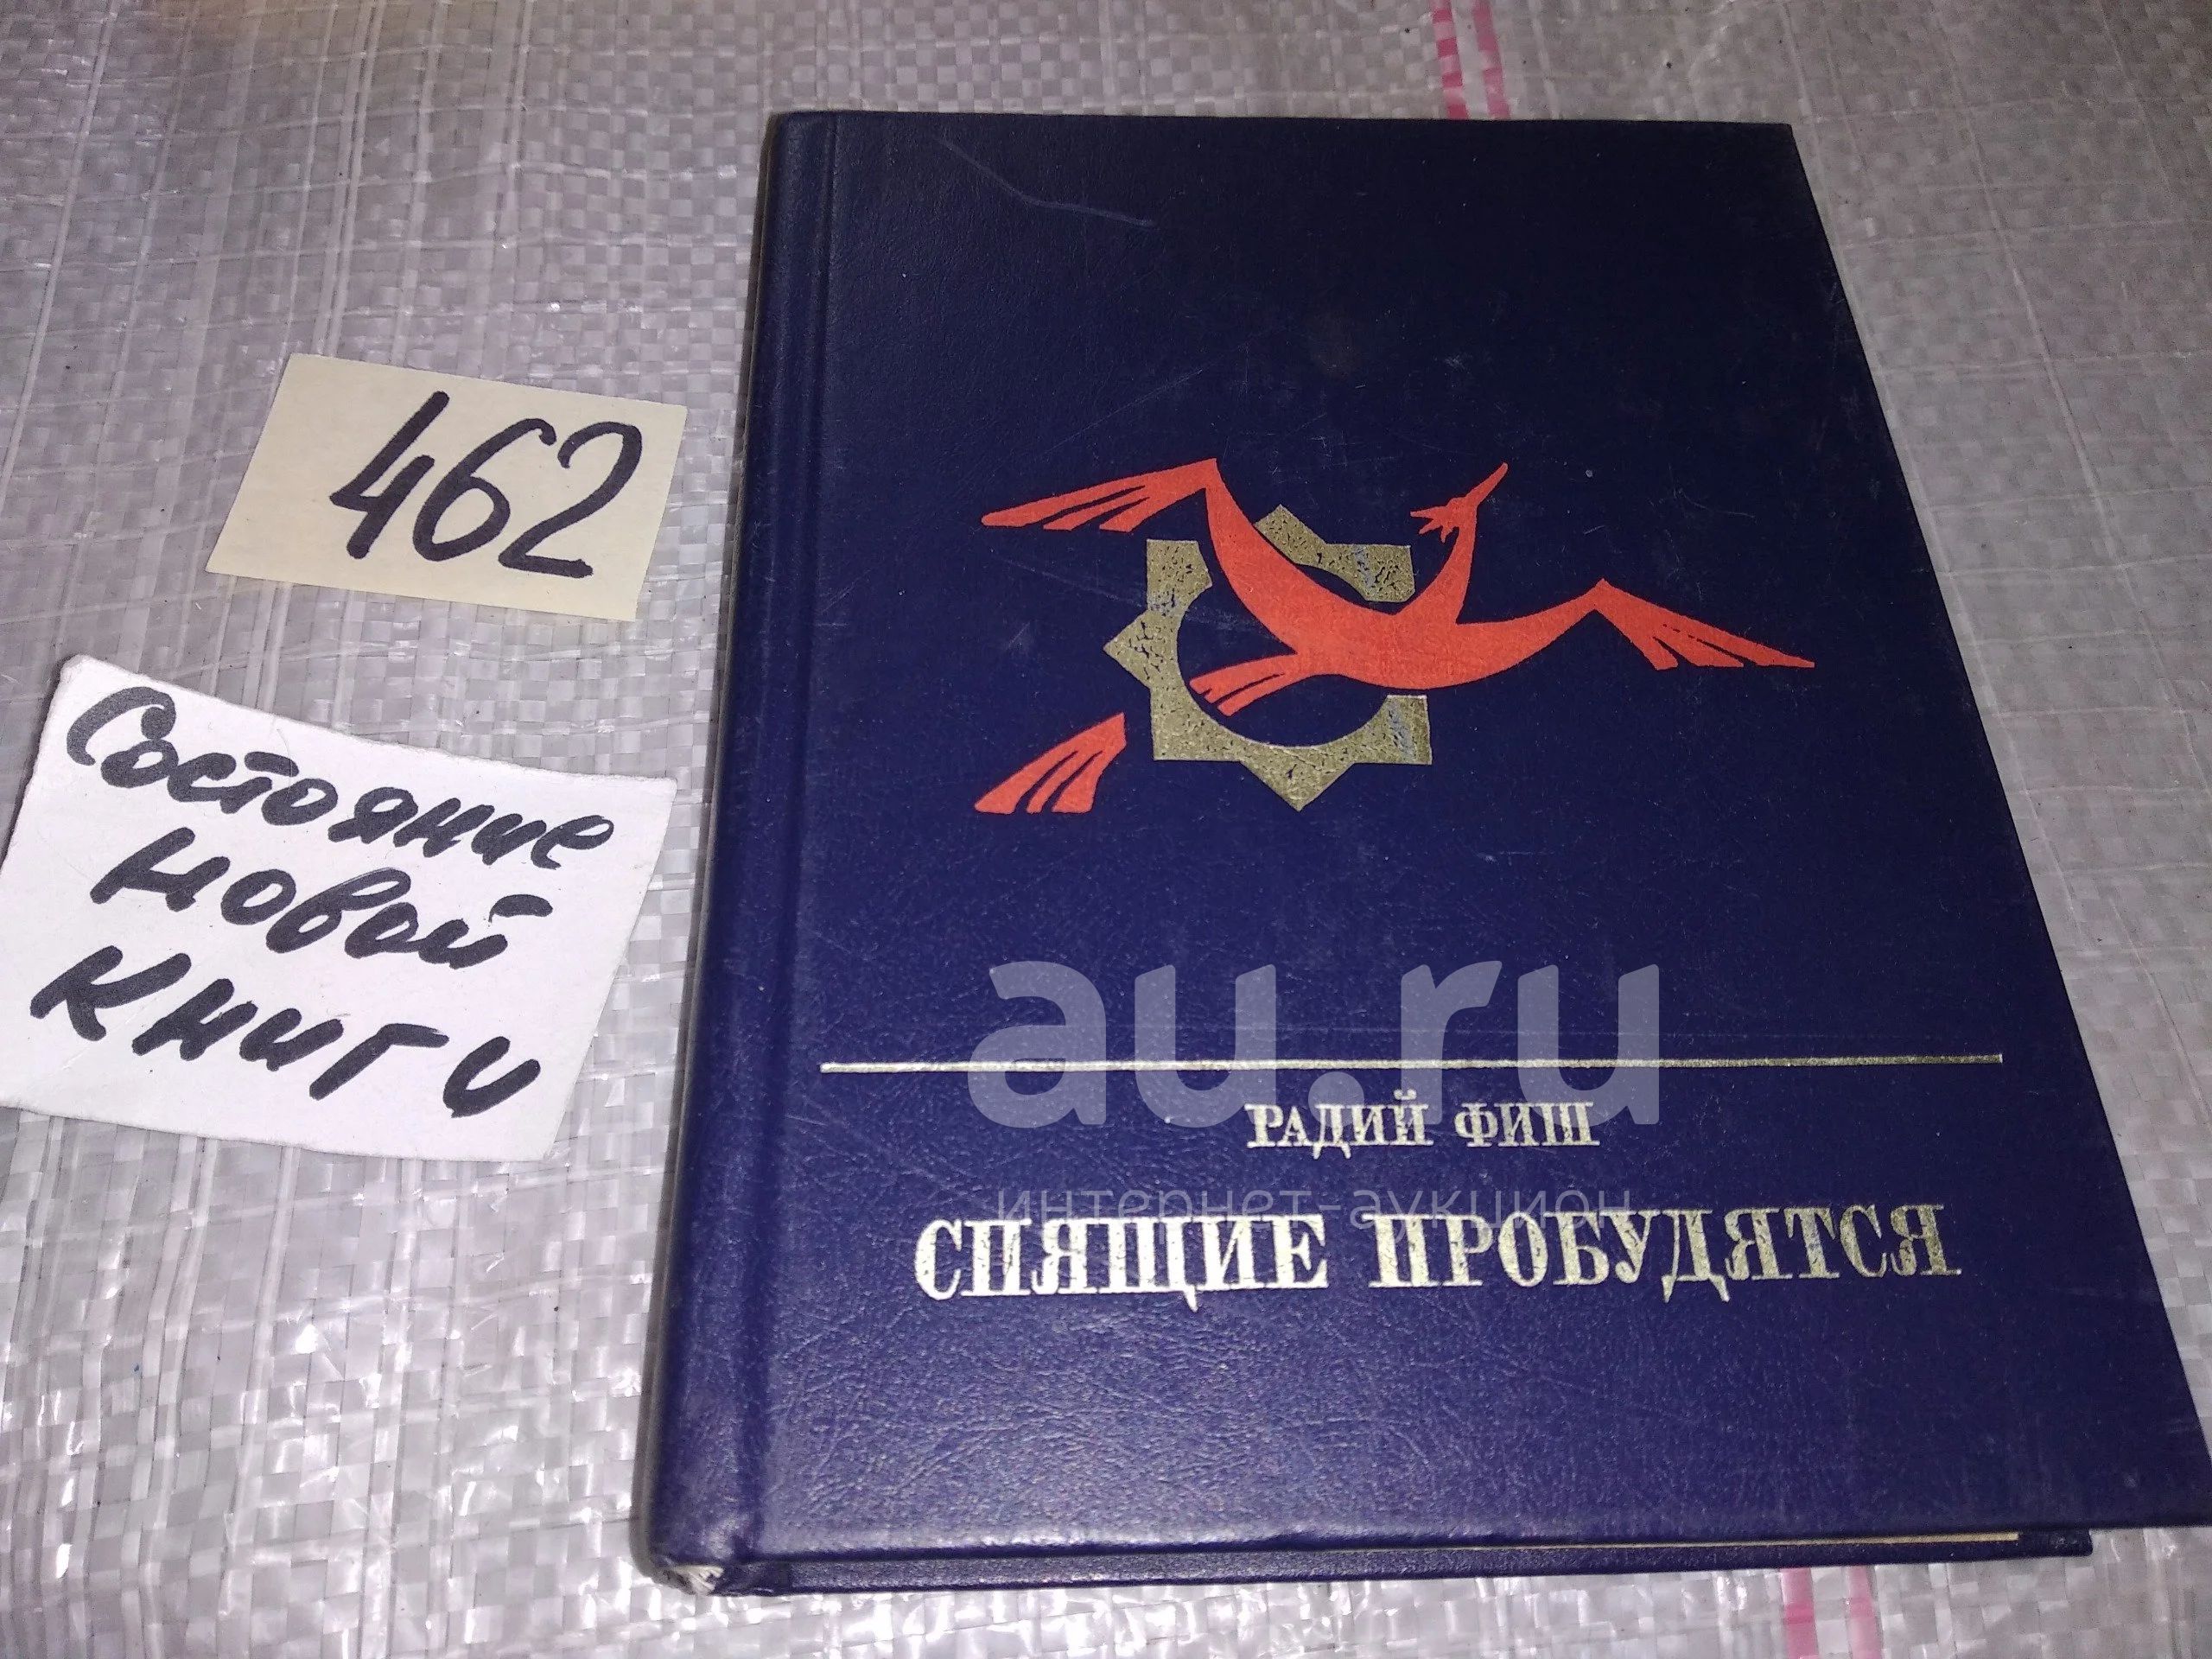 462
Состояние
новой
книги
au.ru
РАДИЙ ФИШ
интернет-аукцион
СПЯЩИЕ ПРОБУДЯТСЯ